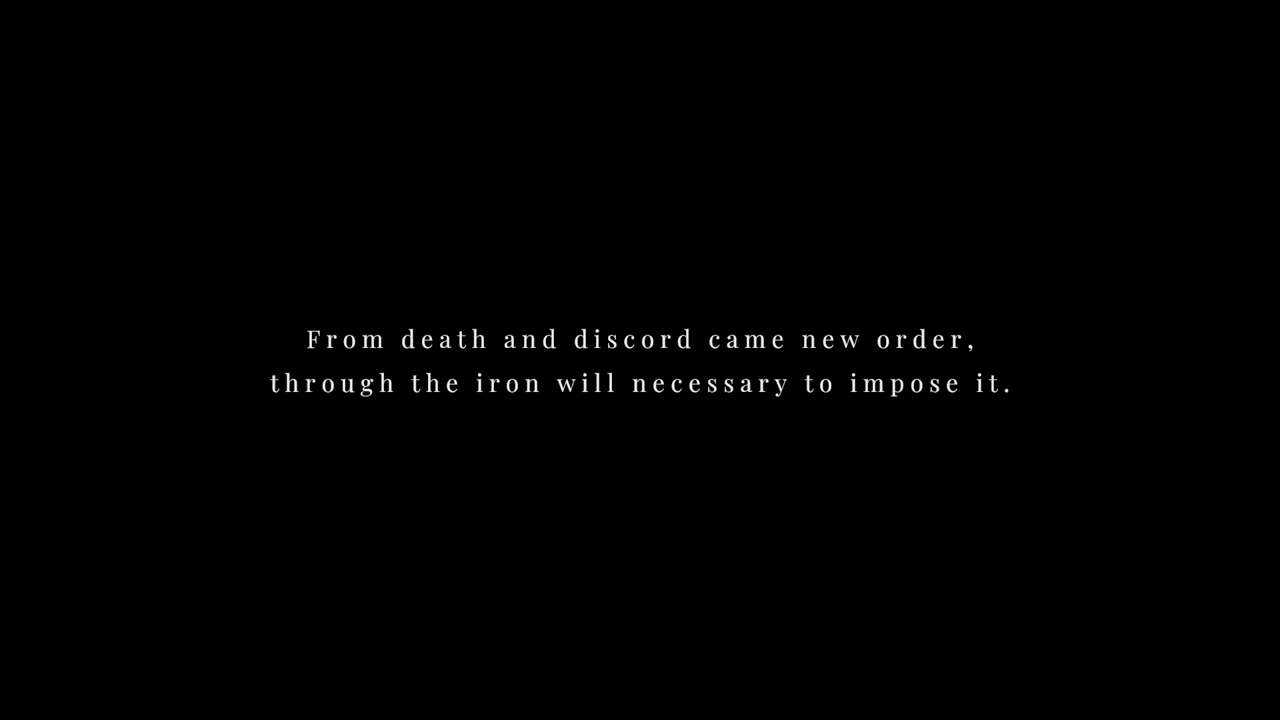 From death and discord came new order,
through the iron will necessary to impose it.